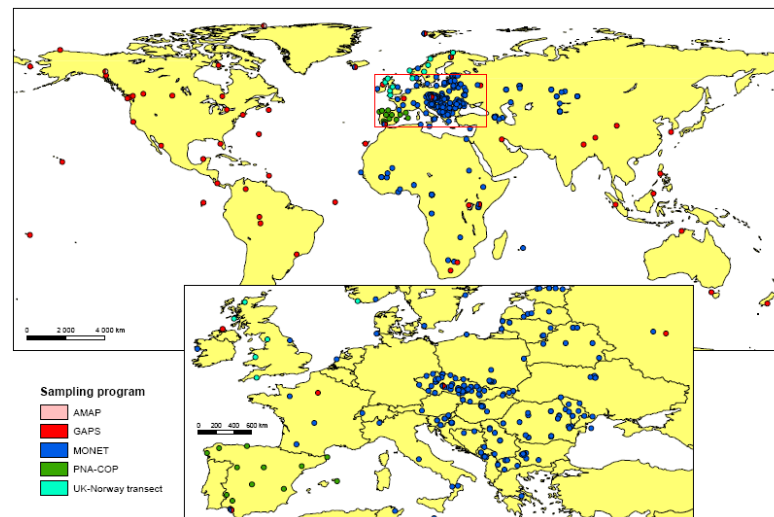 0 2 000 4 000 km
Sampling program
AMAP
GAPS
MONET
PNA-COP
UK-Norway transect
0 200 400 600 km